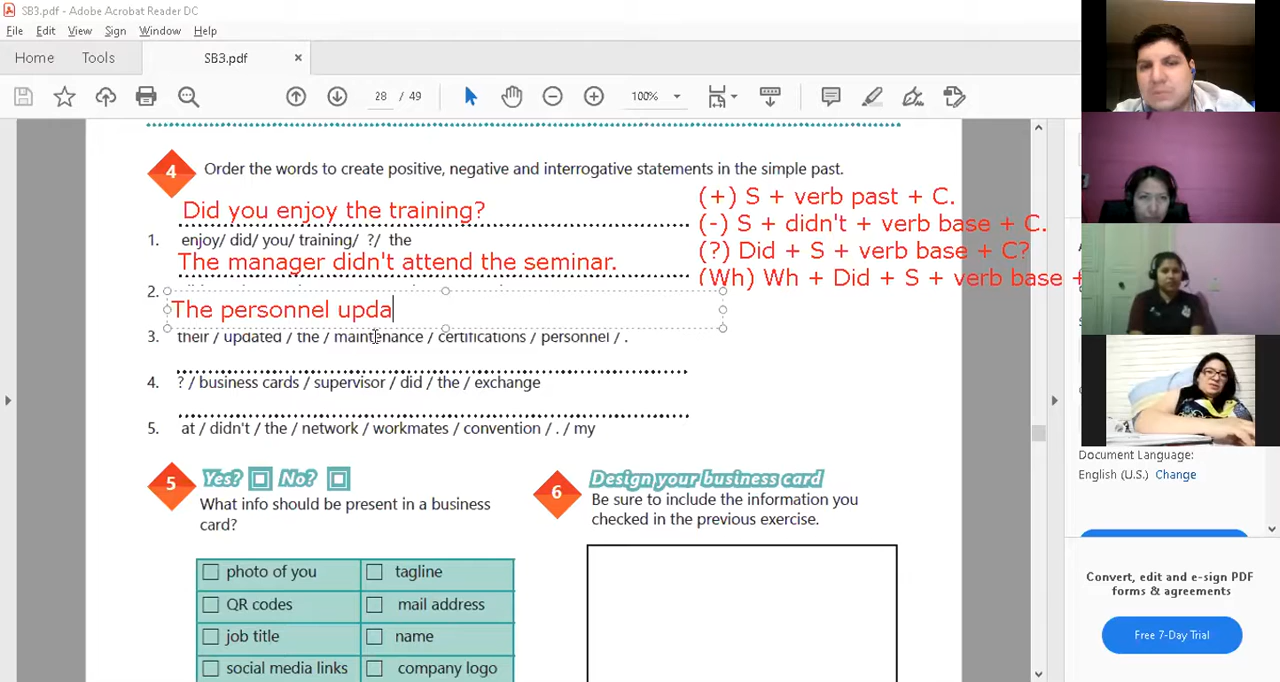 SB3.pdf - Adobe Acrobat Reader DC
File Edit View Sign Window Help
Home Tools SB3.pdf ×
28 / 49 100%
4 Order the words to create positive, negative and interrogative statements in the simple past.
(+) S + verb past + C.
Did you enjoy the training?
(-) S + didn't + verb base + C.
1. enjoy/ did/ you/ training/ ?/ the
(?) Did + S + verb base + C?
The manager didn't attend the seminar.
(Wh) Wh + Did + S + verb base +
2.
The personnel upda
3. their / updated / the / maintenance / certifications / personnel / .
4. ? / business cards / supervisor / did / the / exchange
5. at / didn't / the / network / workmates / convention / . / my
5 Yes? No?
What info should be present in a business
card?
photo of you tagline
QR codes mail address
job title name
social media links company logo
6 Design your business card
Be sure to include the information you
checked in the previous exercise.
Document Language:
English (U.S.) Change
Convert, edit and e-sign PDF
forms & agreements
Free 7-Day Trial